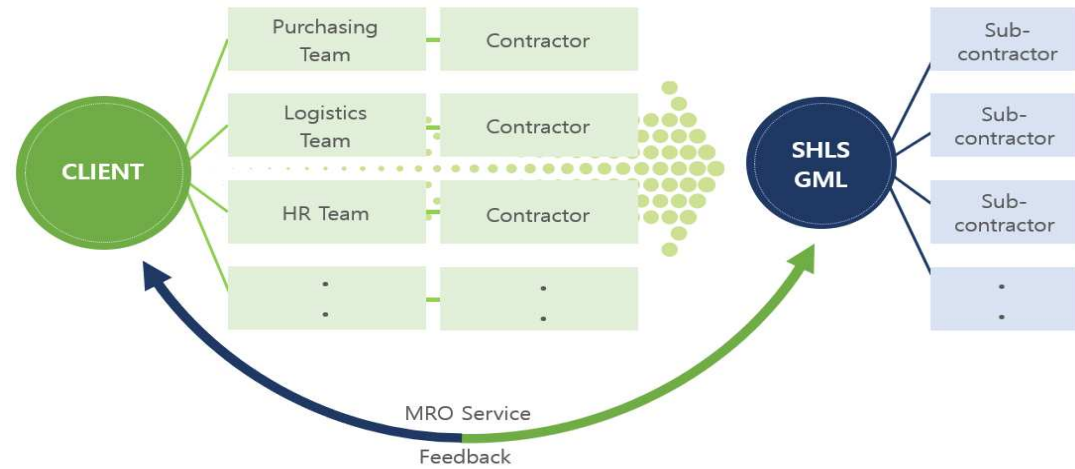 Purchasing
Team
Contractor
Sub-
contractor
Logistics
Team
Contractor
Sub-
contractor
CLIENT
SHLS
GML
HR Team
Contractor
Sub-
contractor
MRO Service
Feedback